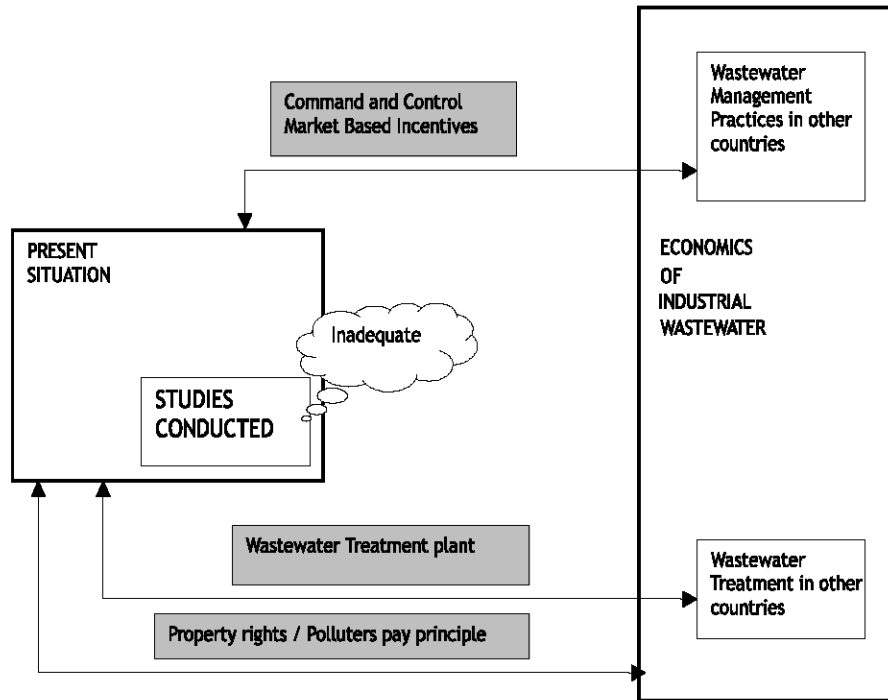 Command and Control
Market Based Incentives
Wastewater
Management
Practices in other
countries
PRESENT
SITUATION
ECONOMICS
OF
INDUSTRIAL
WASTEWATER
Inadequate
STUDIES
CONDUCTED
Wastewater Treatment plant
Wastewater
Treatment in other
countries
Property rights / Polluters pay principle